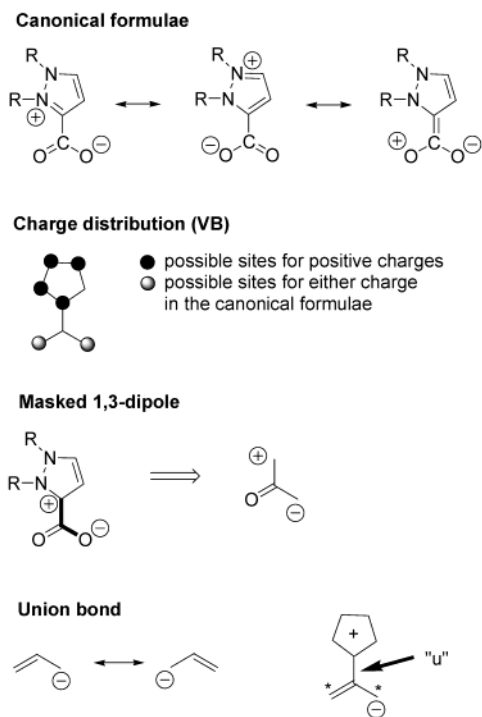 Canonical formulae
R ⊕ R
R N N N
R-N R-N R-N
⊕
C ⊖ ⊖ C ⊕ C ⊖
O O O O O O
Charge distribution (VB)
possible sites for positive charges
possible sites for either charge
in the canonical formulae
Masked 1,3-dipole
R
N ⊕
R-N
⊕ O
⊖ ⊖
O O
Union bond
+
"u"
* *
⊖ ⊖ ⊖